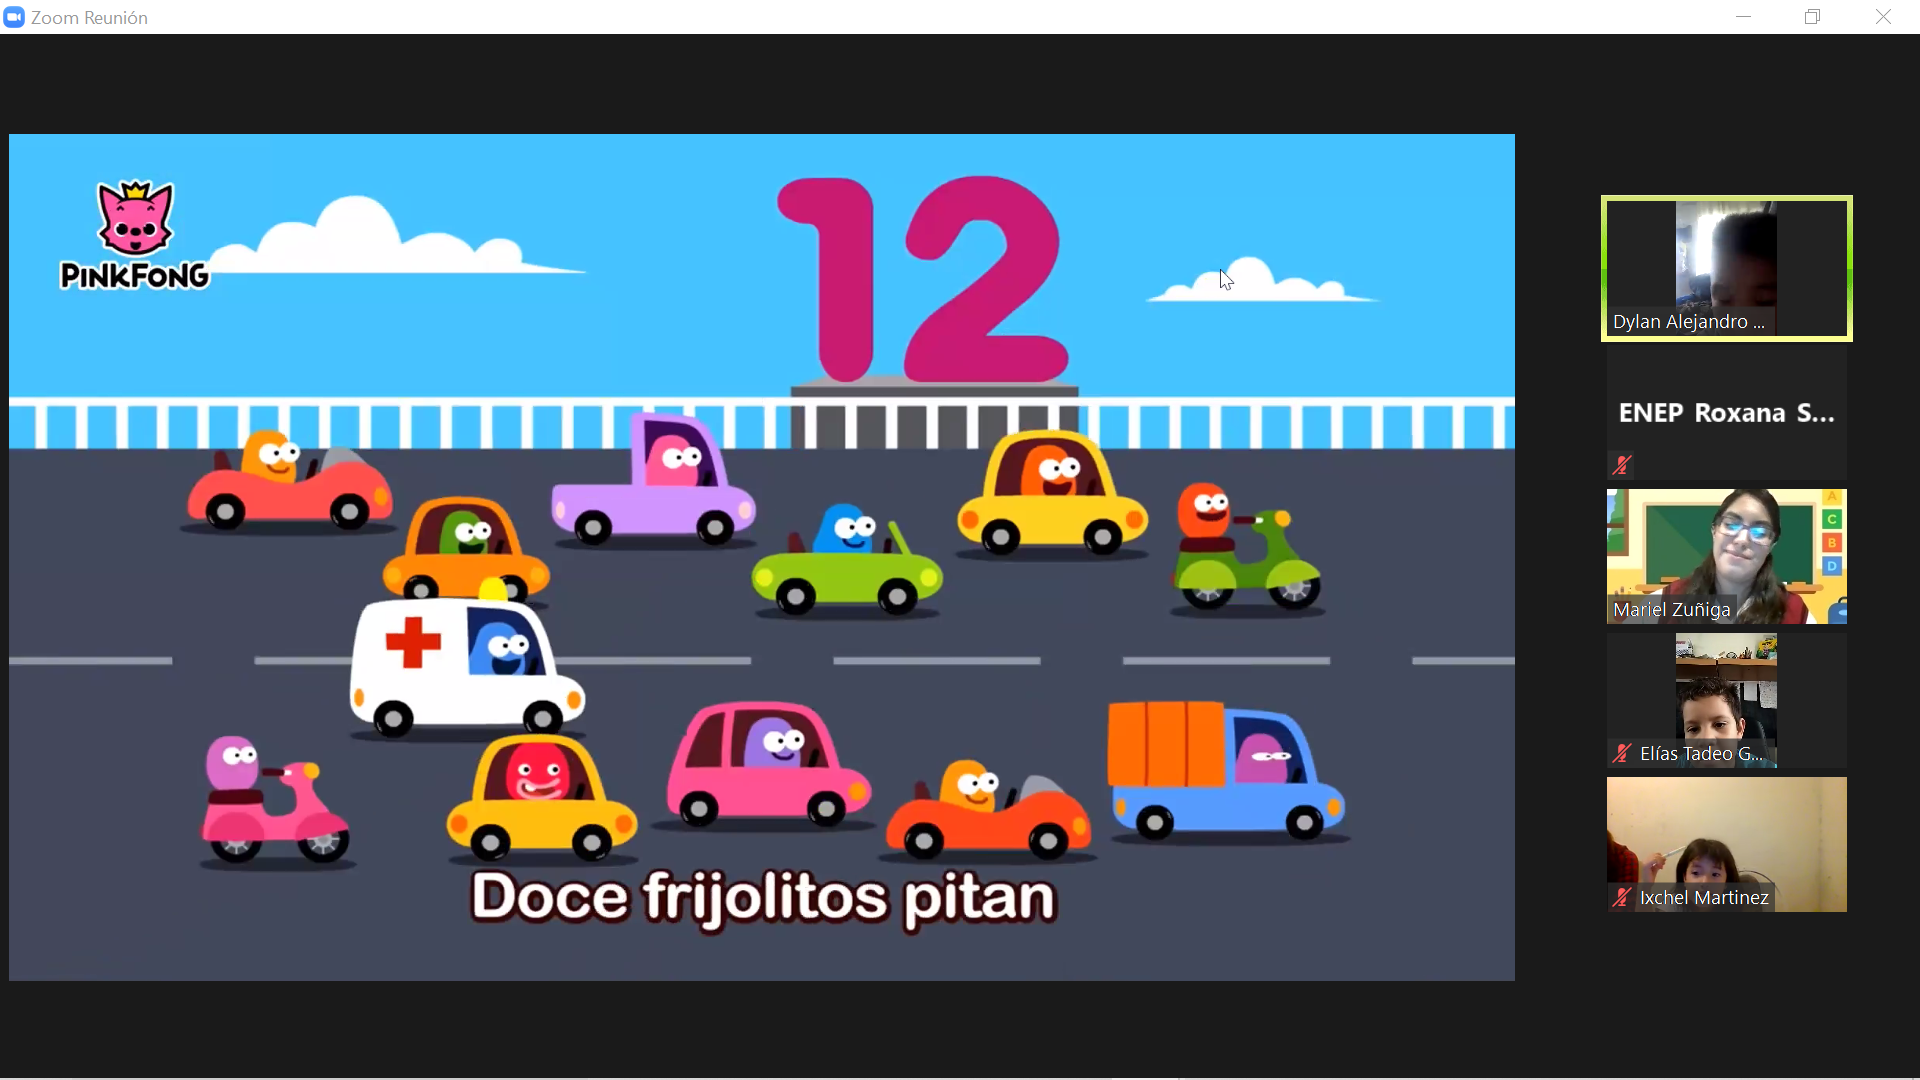 Zoom Reunión
PINKFONG
12
Doce frijolitos pitan
Dylan Alejandro ...
ENEP Roxana S...
A
C
B
D
Mariel Zuñiga
Elías Tadeo G...
Ixchel Martinez